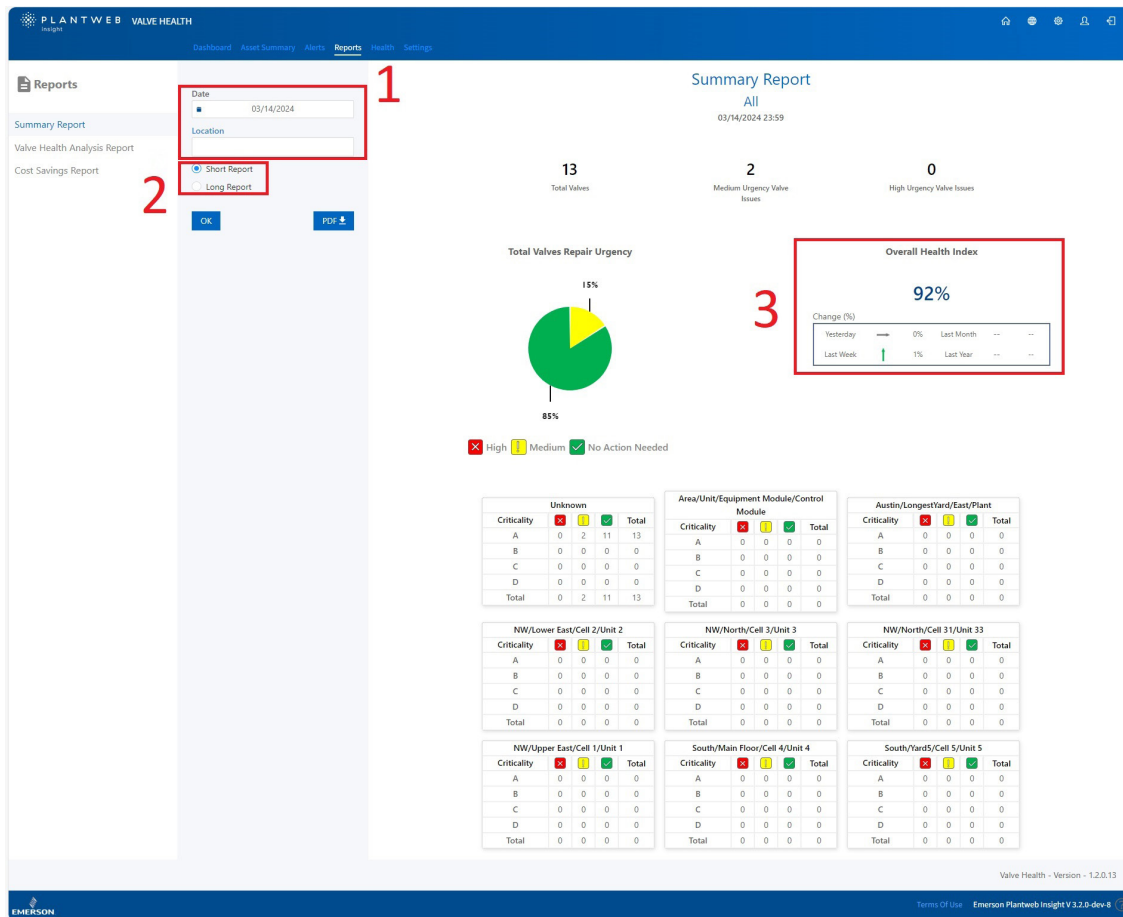 PLANTWEB VALVE HEALTH
Insight
Dashboard Asset Summary Alerts Reports Health Settings
Reports
Summary Report
Valve Health Analysis Report
Cost Savings Report
1
Date
03/14/2024
Location
2
Short Report
Long Report
OK PDF
Summary Report
All
03/14/2024 23:59
13 2 0
Total Valves Medium Urgency Valve Issues High Urgency Valve Issues
Total Valves Repair Urgency
15%
85%
High Medium No Action Needed
3
Overall Health Index
92%
Change (%)
Yesterday 0% Last Month -- --
Last Week 1% Last Year -- --
Unknown
Criticality Total
A 0 2 11 13
B 0 0 0 0
C 0 0 0 0
D 0 0 0 0
Total 0 2 11 13
Area/Unit/Equipment Module/Control
Module
Criticality Total
A 0 0 0 0
B 0 0 0 0
C 0 0 0 0
D 0 0 0 0
Total 0 0 0 0
Austin/LongestYard/East/Plant
Criticality Total
A 0 0 0 0
B 0 0 0 0
C 0 0 0 0
D 0 0 0 0
Total 0 0 0 0
NW/Lower East/Cell 2/Unit 2
Criticality Total
A 0 0 0 0
B 0 0 0 0
C 0 0 0 0
D 0 0 0 0
Total 0 0 0 0
NW/North/Cell 3/Unit 3
Criticality Total
A 0 0 0 0
B 0 0 0 0
C 0 0 0 0
D 0 0 0 0
Total 0 0 0 0
NW/North/Cell 31/Unit 33
Criticality Total
A 0 0 0 0
B 0 0 0 0
C 0 0 0 0
D 0 0 0 0
Total 0 0 0 0
NW/Upper East/Cell 1/Unit 1
Criticality Total
A 0 0 0 0
B 0 0 0 0
C 0 0 0 0
D 0 0 0 0
Total 0 0 0 0
South/Main Floor/Cell 4/Unit 4
Criticality Total
A 0 0 0 0
B 0 0 0 0
C 0 0 0 0
D 0 0 0 0
Total 0 0 0 0
South/Yard5/Cell 5/Unit 5
Criticality Total
A 0 0 0 0
B 0 0 0 0
C 0 0 0 0
D 0 0 0 0
Total 0 0 0 0
Valve Health - Version - 1.2.0.13
EMERSON
Terms Of Use Emerson Plantweb Insight V 3.2.0-dev-8